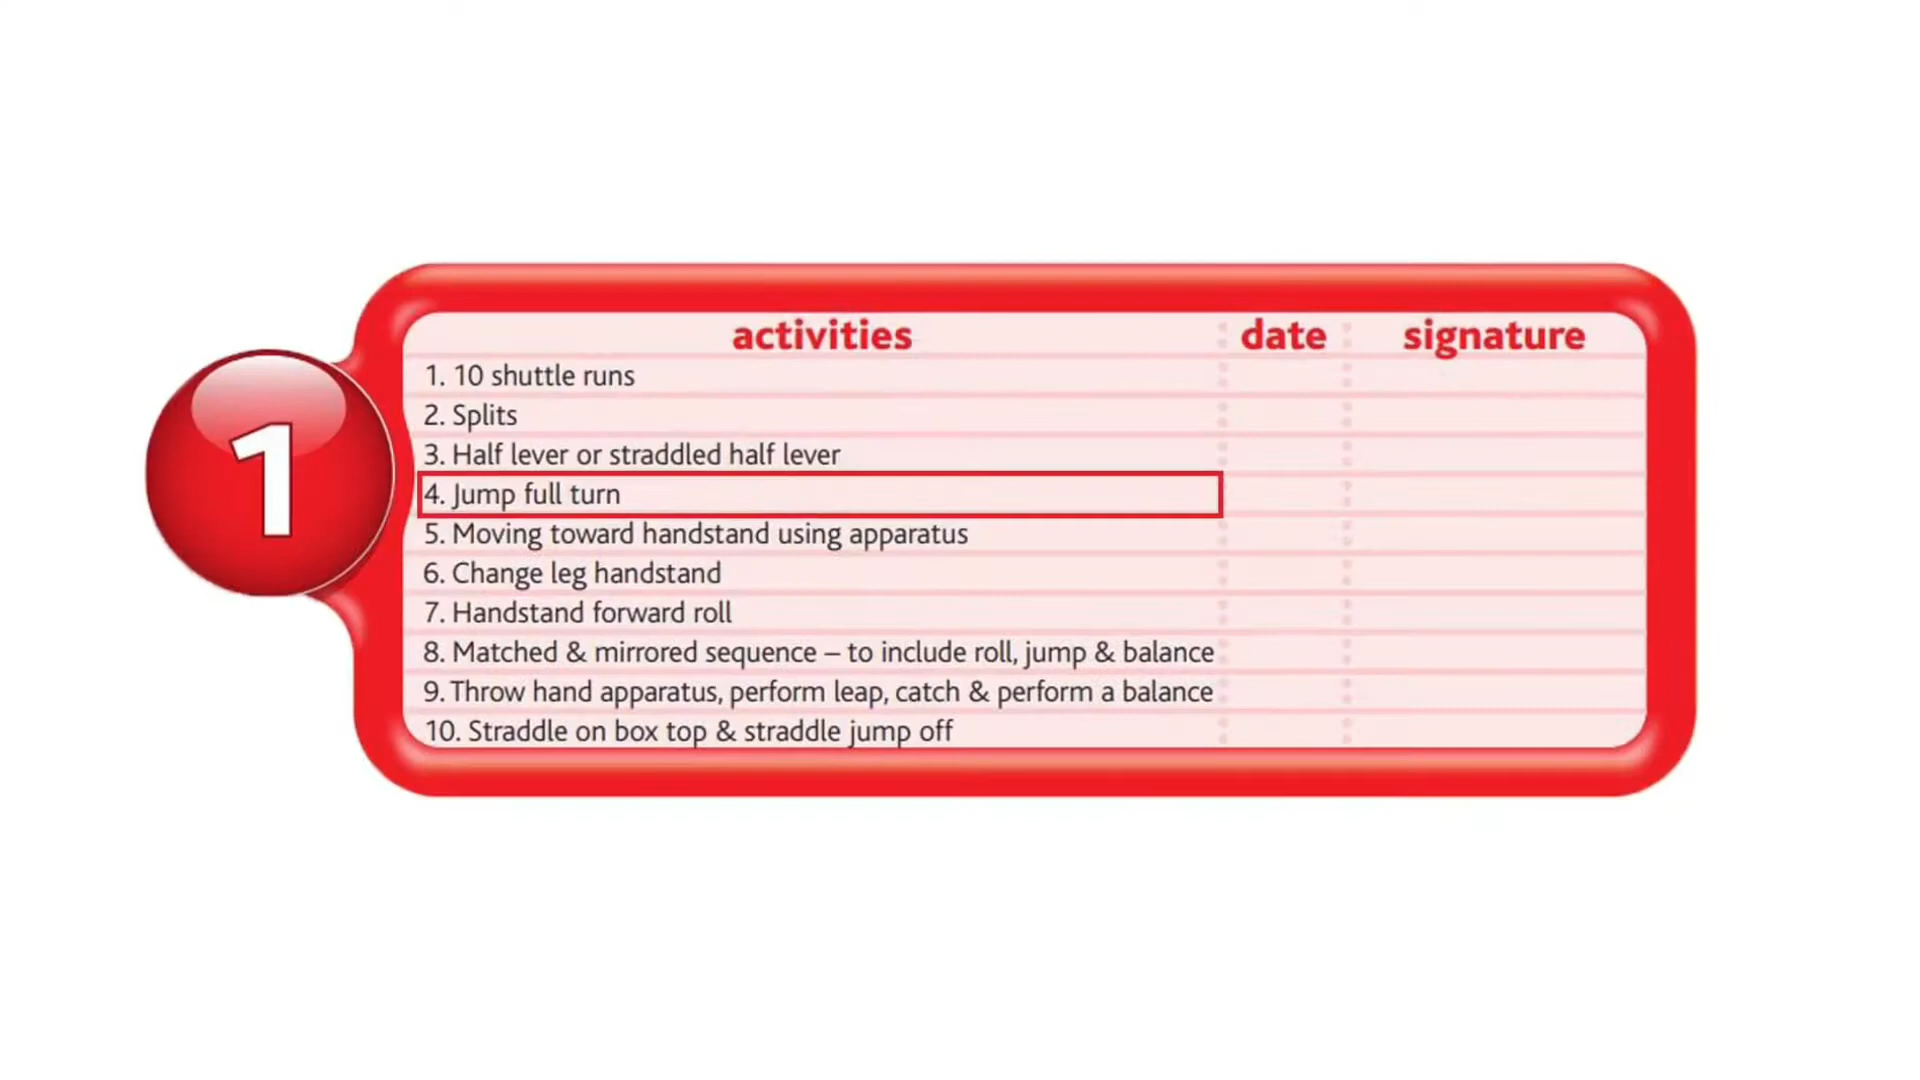 activities date signature
1
1. 10 shuttle runs
2. Splits
3. Half lever or straddled half lever
4. Jump full turn
5. Moving toward handstand using apparatus
6. Change leg handstand
7. Handstand forward roll
8. Matched & mirrored sequence – to include roll, jump & balance
9. Throw hand apparatus, perform leap, catch & perform a balance
10. Straddle on box top & straddle jump off